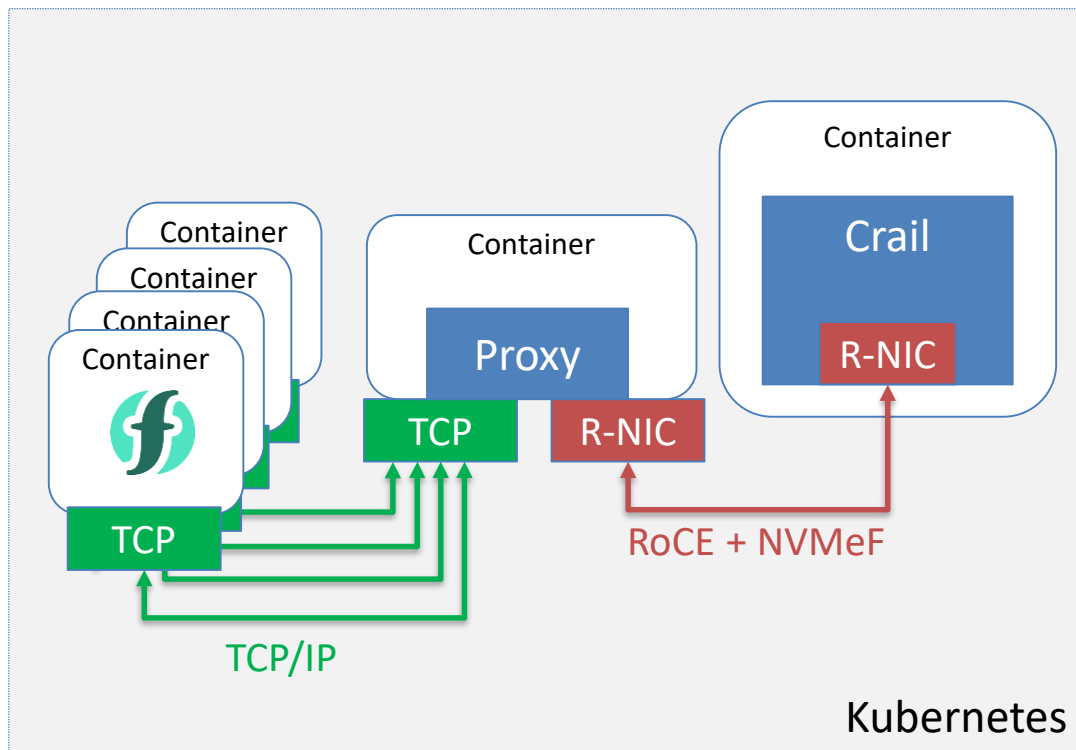 Container
Crail
R-NIC
Container
Proxy
TCP
R-NIC
Container
Container
Container
Container
TCP
RoCE + NVMeF
TCP/IP
Kubernetes